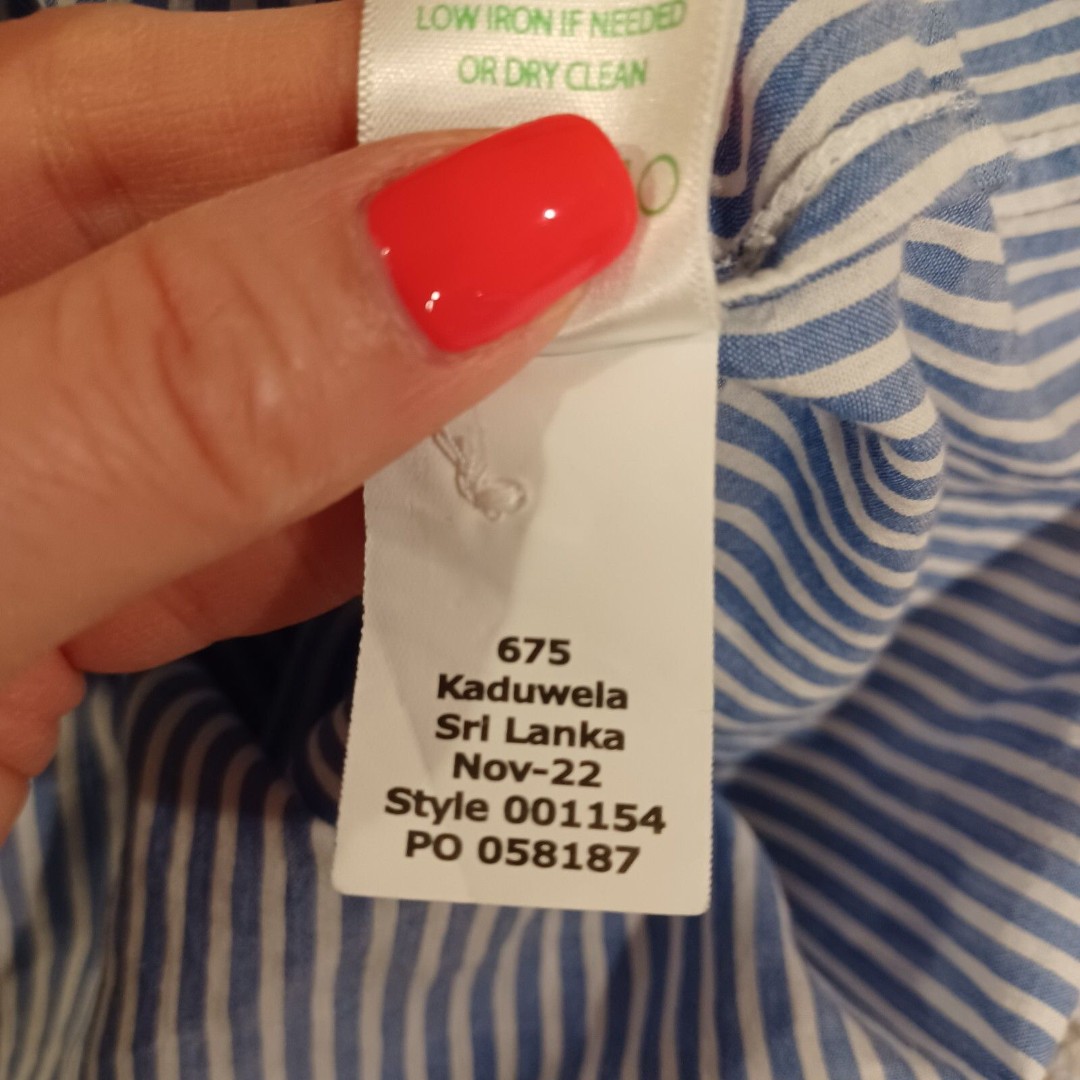 LOW IRON IF NEEDED
OR DRY CLEAN
675
Kaduwela
Sri Lanka
Nov-22
Style 001154
PO 058187